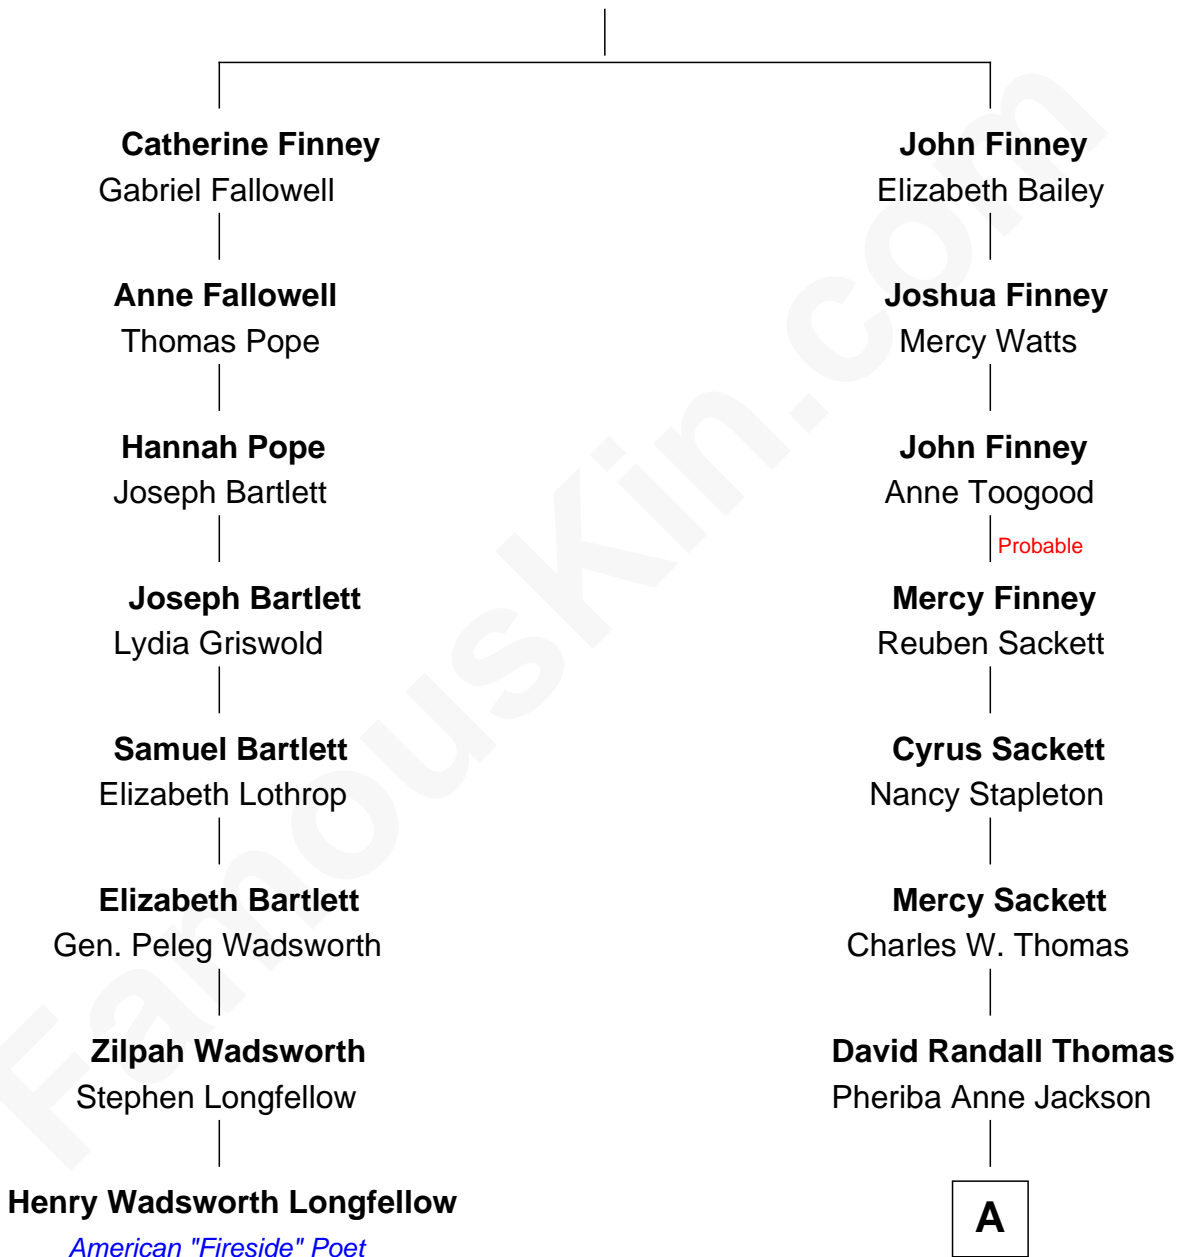 Catherine Finney
Gabriel Fallowell
Anne Fallowell
Thomas Pope
Hannah Pope
Joseph Bartlett
Joseph Bartlett
Lydia Griswold
Samuel Bartlett
Elizabeth Lothrop
Elizabeth Bartlett
Gen. Peleg Wadsworth
Zilpah Wadsworth
Stephen Longfellow
Henry Wadsworth Longfellow
American "Fireside" Poet
John Finney
Elizabeth Bailey
Joshua Finney
Mercy Watts
John Finney
Anne Toogood
Probable
Mercy Finney
Reuben Sackett
Cyrus Sackett
Nancy Stapleton
Mercy Sackett
Charles W. Thomas
David Randall Thomas
Pheriba Anne Jackson
A
FamousKin.com